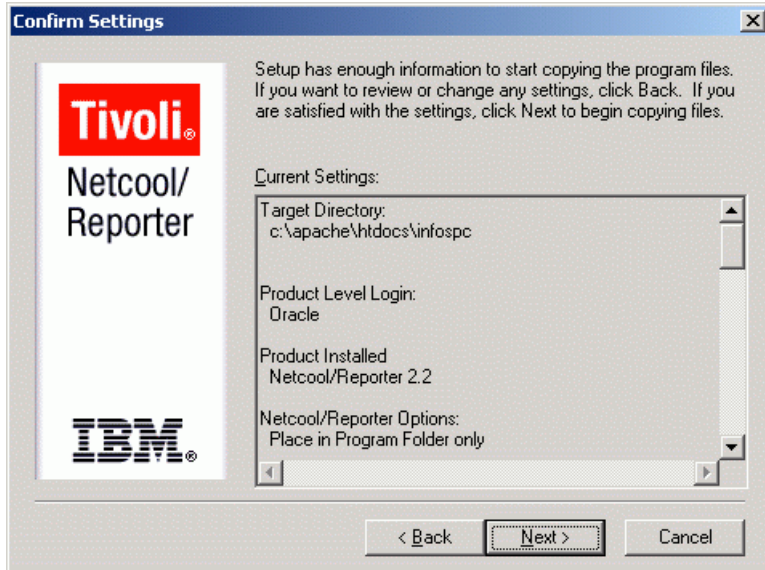 Confirm Settings
Tivoli®
Netcool/
Reporter
IBM®
Setup has enough information to start copying the program files.
If you want to review or change any settings, click Back. If you
are satisfied with the settings, click Next to begin copying files.
Current Settings:
Target Directory:
c:\apache\htdocs\infospc
Product Level Login:
Oracle
Product Installed
Netcool/Reporter 2.2
Netcool/Reporter Options:
Place in Program Folder only
< Back
Next >
Cancel